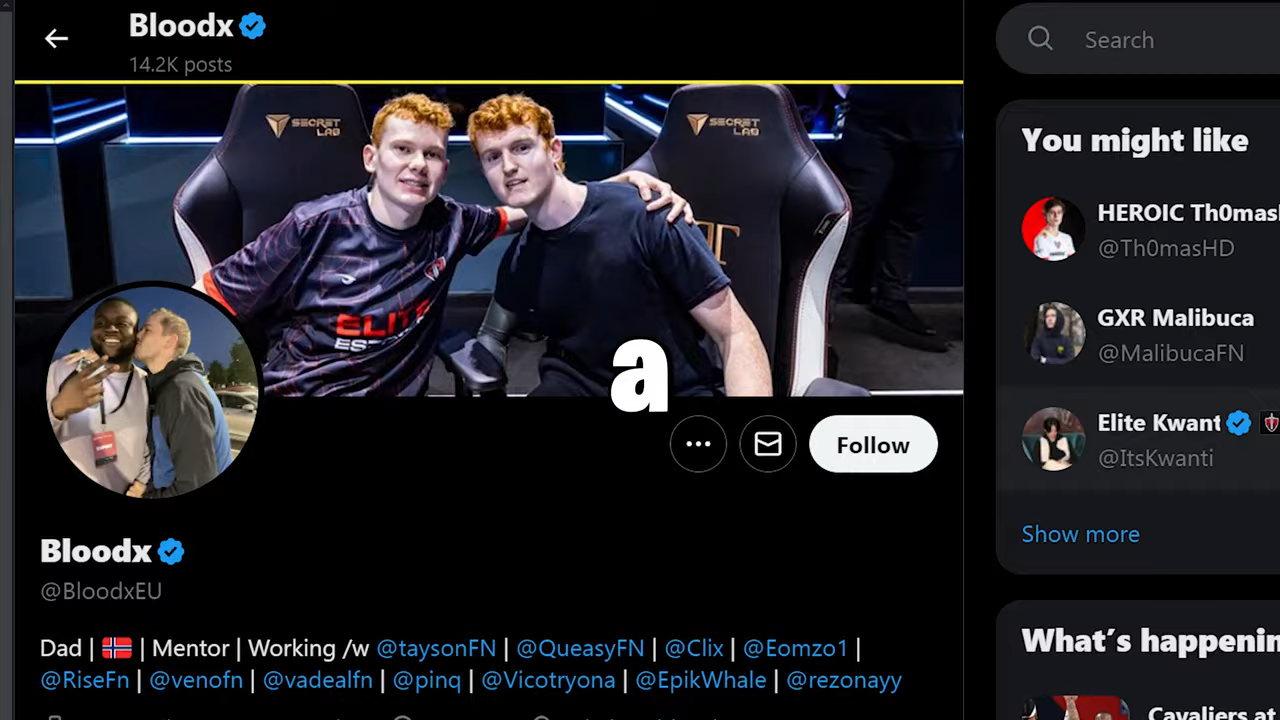 Bloodx
14.2K posts
Search
SECRET
LAB
SECRET
LAB
You might like
HEROIC Th0mas
@Th0masHD
ELITE
GXR Malibuca
@MalibucaFN
a
Follow
Elite Kwant
@ItsKwanti
Show more
Bloodx
@BloodxEU
Dad | | Mentor | Working /w @taysonFN | @QueasyFN | @Clix | @Eomzo1 |
@RiseFn | @venofn | @vadealfn | @pinq | @Vicotryona | @EpikWhale | @rezonayy
What's happenin
Cavaliers at